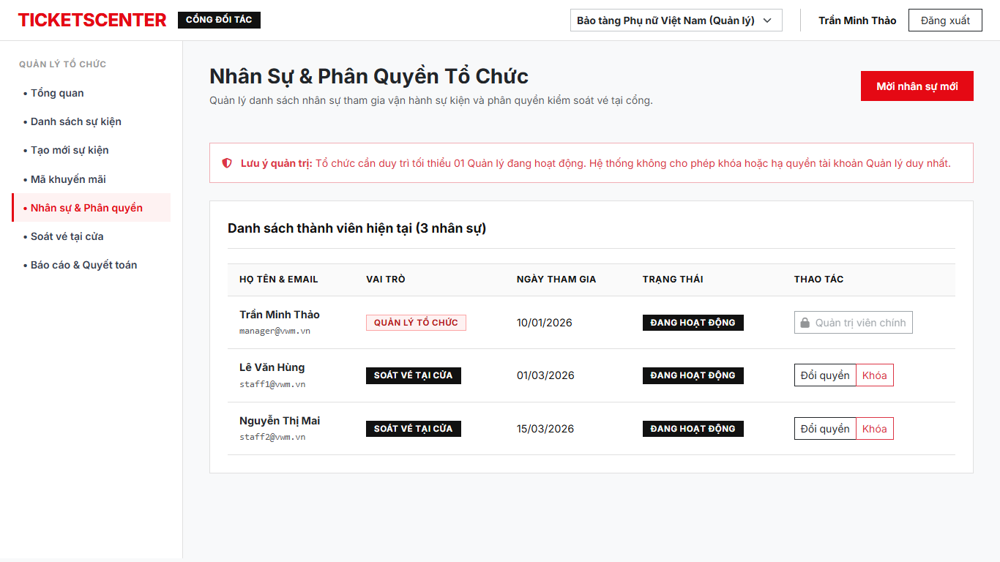 TICKETSCENTER CỔNG ĐỐI TÁC Bảo tàng Phụ nữ Việt Nam (Quản lý) Trần Minh Thảo Đăng xuất
QUẢN LÝ TỔ CHỨC
• Tổng quan
• Danh sách sự kiện
• Tạo mới sự kiện
• Mã khuyến mãi
• Nhân sự & Phân quyền
• Soát vé tại cửa
• Báo cáo & Quyết toán
Nhân Sự & Phân Quyền Tổ Chức
Quản lý danh sách nhân sự tham gia vận hành sự kiện và phân quyền kiểm soát vé tại cổng.
Mời nhân sự mới
Lưu ý quản trị: Tổ chức cần duy trì tối thiểu 01 Quản lý đang hoạt động. Hệ thống không cho phép khóa hoặc hạ quyền tài khoản Quản lý duy nhất.
Danh sách thành viên hiện tại (3 nhân sự)
HỌ TÊN & EMAIL VAI TRÒ NGÀY THAM GIA TRẠNG THÁI THAO TÁC
Trần Minh Thảo
manager@vwm.vn
QUẢN LÝ TỔ CHỨC 10/01/2026 ĐANG HOẠT ĐỘNG Quản trị viên chính
Lê Văn Hùng
staff1@vwm.vn
SOÁT VÉ TẠI CỬA 01/03/2026 ĐANG HOẠT ĐỘNG Đổi quyền Khóa
Nguyễn Thị Mai
staff2@vwm.vn
SOÁT VÉ TẠI CỬA 15/03/2026 ĐANG HOẠT ĐỘNG Đổi quyền Khóa